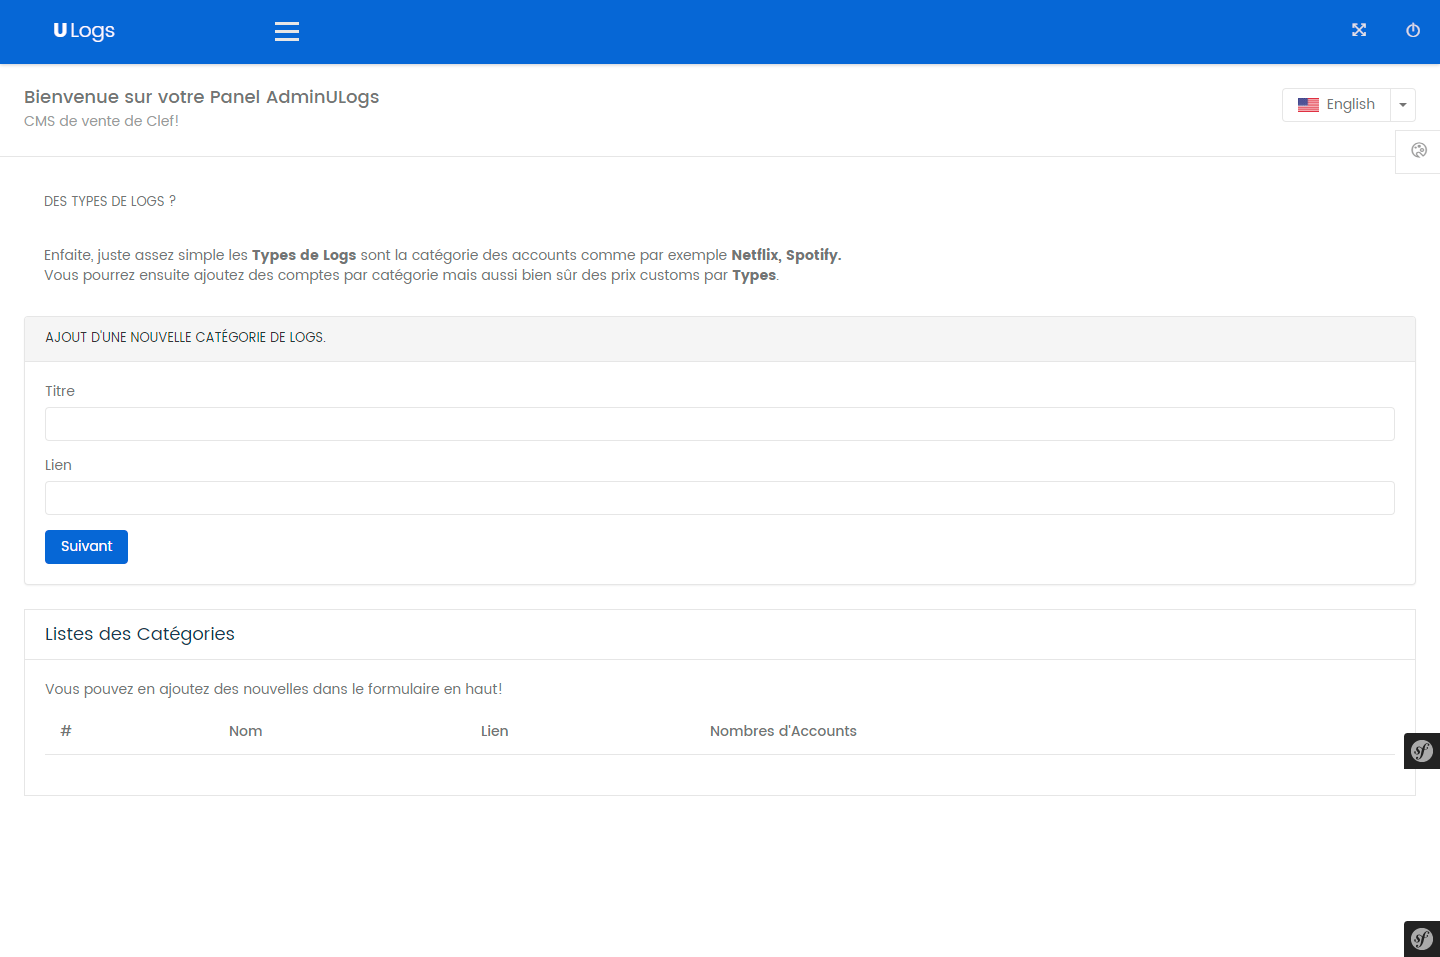 U Logs
Bienvenue sur votre Panel AdminULogs
CMS de vente de Clef!
English
DES TYPES DE LOGS ?
Enfaite, juste assez simple les Types de Logs sont la catégorie des accounts comme par exemple Netflix, Spotify.
Vous pourrez ensuite ajoutez des comptes par catégorie mais aussi bien sûr des prix customs par Types.
AJOUT D'UNE NOUVELLE CATÉGORIE DE LOGS.
Titre
Lien
Suivant
Listes des Catégories
Vous pouvez en ajoutez des nouvelles dans le formulaire en haut!
# Nom Lien Nombres d'Accounts
sf
sf